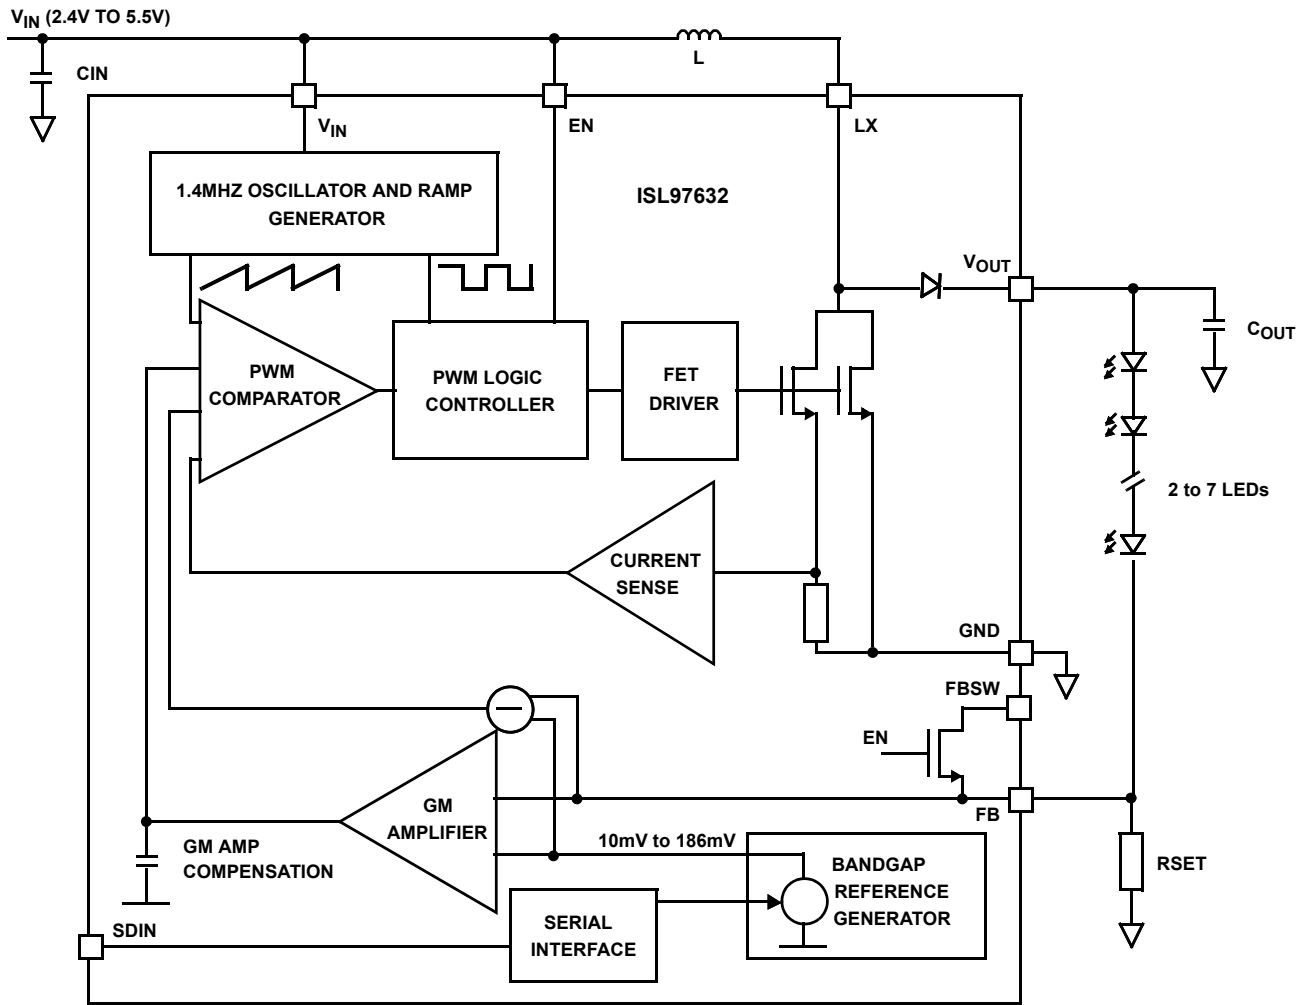 VIN (2.4V TO 5.5V)
CIN
L
VIN
EN
LX
1.4MHZ OSCILLATOR AND RAMP
GENERATOR
ISL97632
VOUT
COUT
PWM
COMPARATOR
PWM LOGIC
CONTROLLER
FET
DRIVER
2 to 7 LEDs
CURRENT
SENSE
GND
FBSW
EN
GM
AMPLIFIER
FB
10mV to 186mV
GM AMP
COMPENSATION
BANDGAP
REFERENCE
GENERATOR
RSET
SERIAL
INTERFACE
SDIN